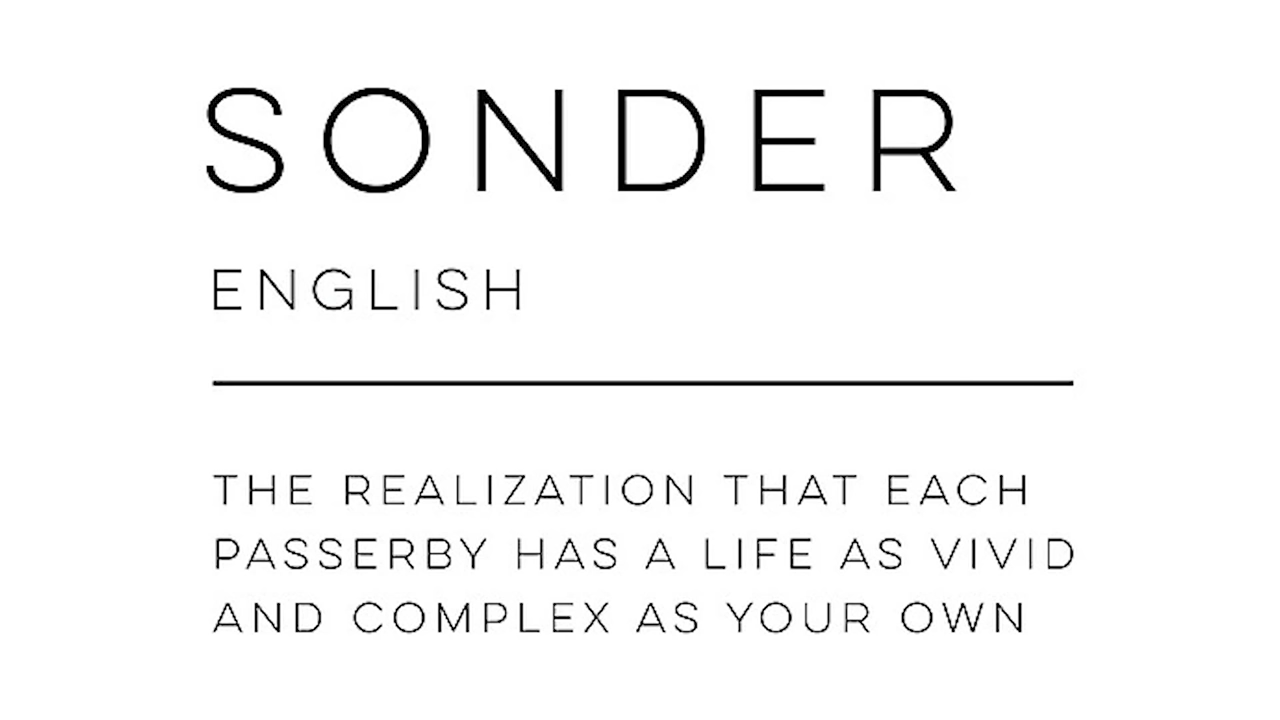 SONDER
ENGLISH
THE REALIZATION THAT EACH
PASSERBY HAS A LIFE AS VIVID
AND COMPLEX AS YOUR OWN